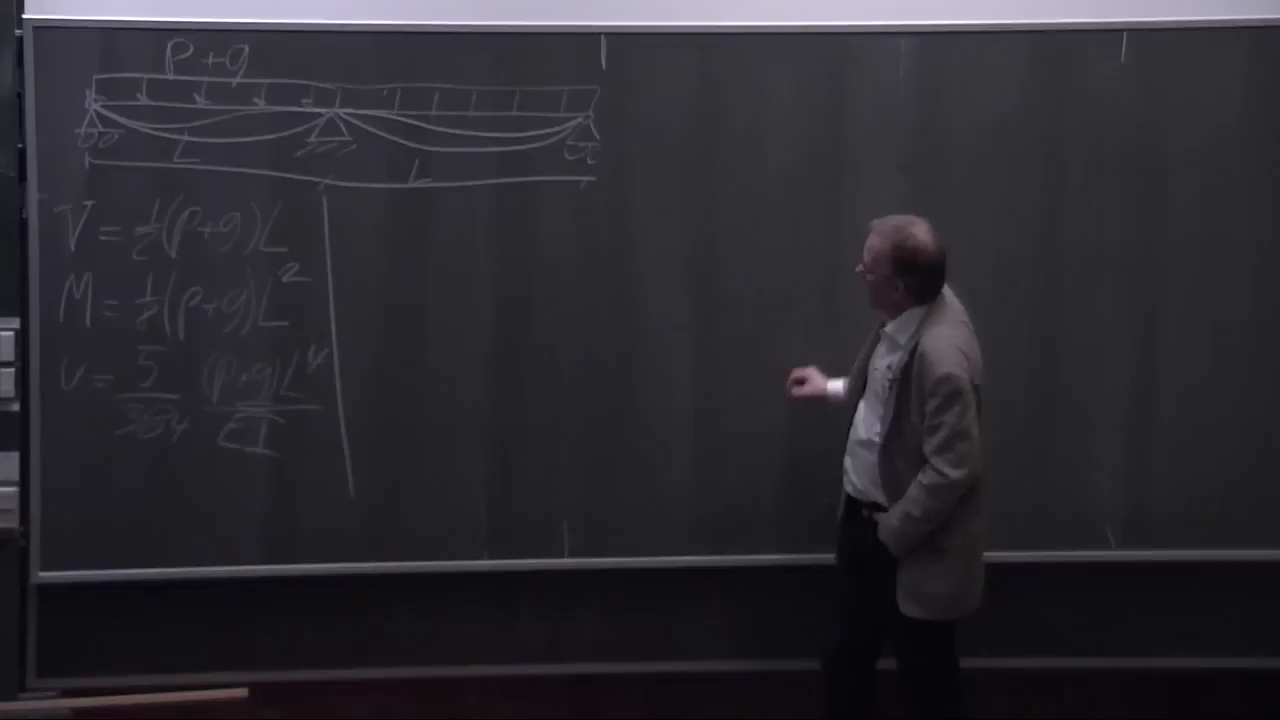 p+g
L
L
V = 1/2 (p+g)L
M = 1/8 (p+g)L²
v = 5/384 (p+g)L⁴/EI